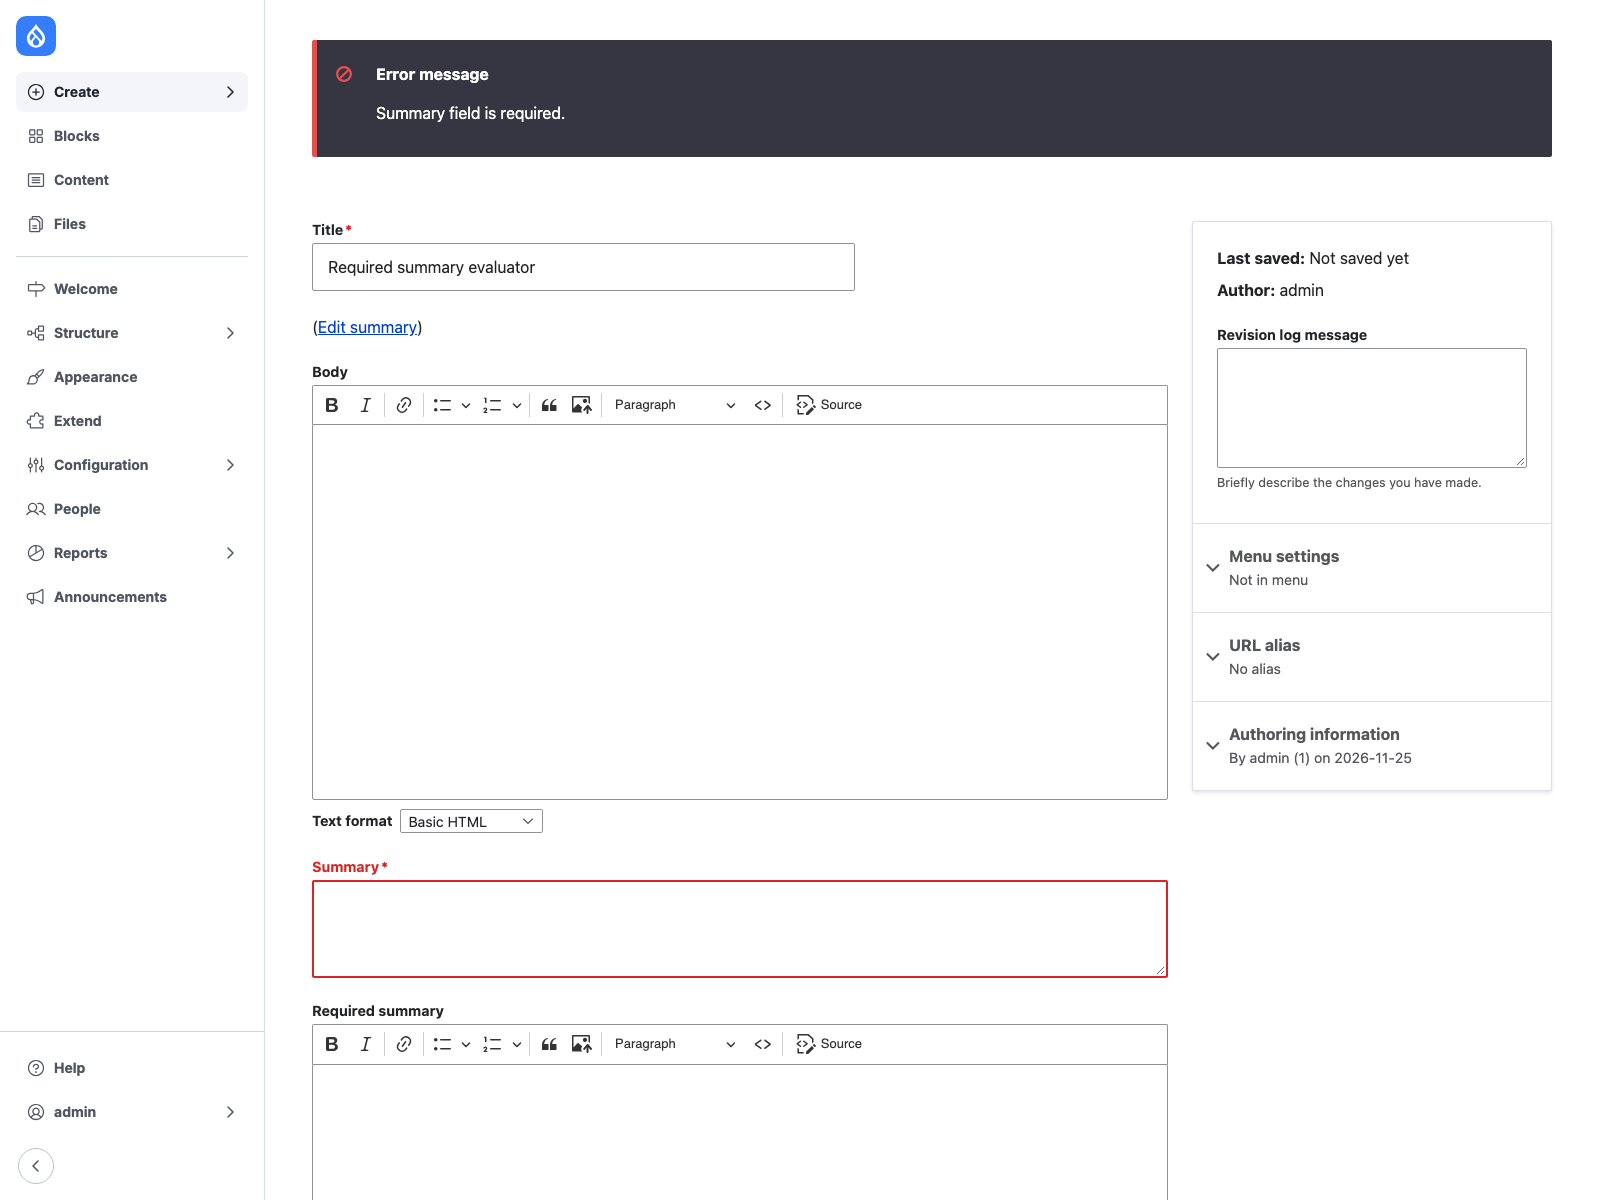 Create
Blocks
Content
Files
Welcome
Structure
Appearance
Extend
Configuration
People
Reports
Announcements
Help
admin
Error message
Summary field is required.
Title*
Required summary evaluator
(Edit summary)
Body
Paragraph
Source
Text format
Basic HTML
Summary*
Required summary
Paragraph
Source
Last saved: Not saved yet
Author: admin
Revision log message
Briefly describe the changes you have made.
Menu settings
Not in menu
URL alias
No alias
Authoring information
By admin (1) on 2026-11-25